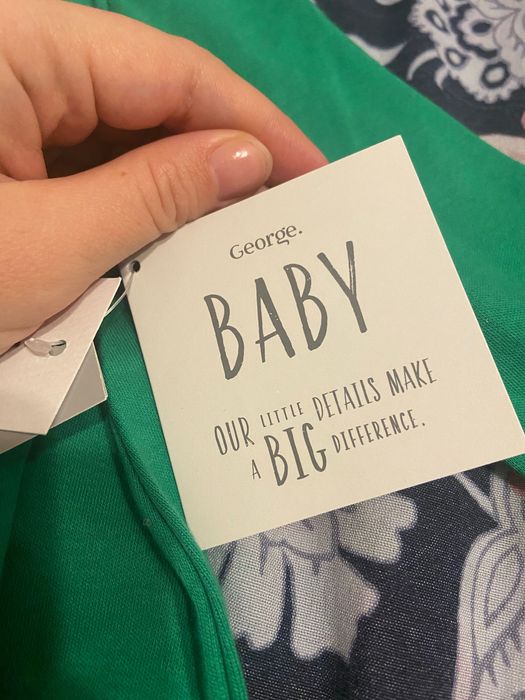 George.
BABY
OUR LITTLE DETAILS MAKE
A BIG DIFFERENCE.